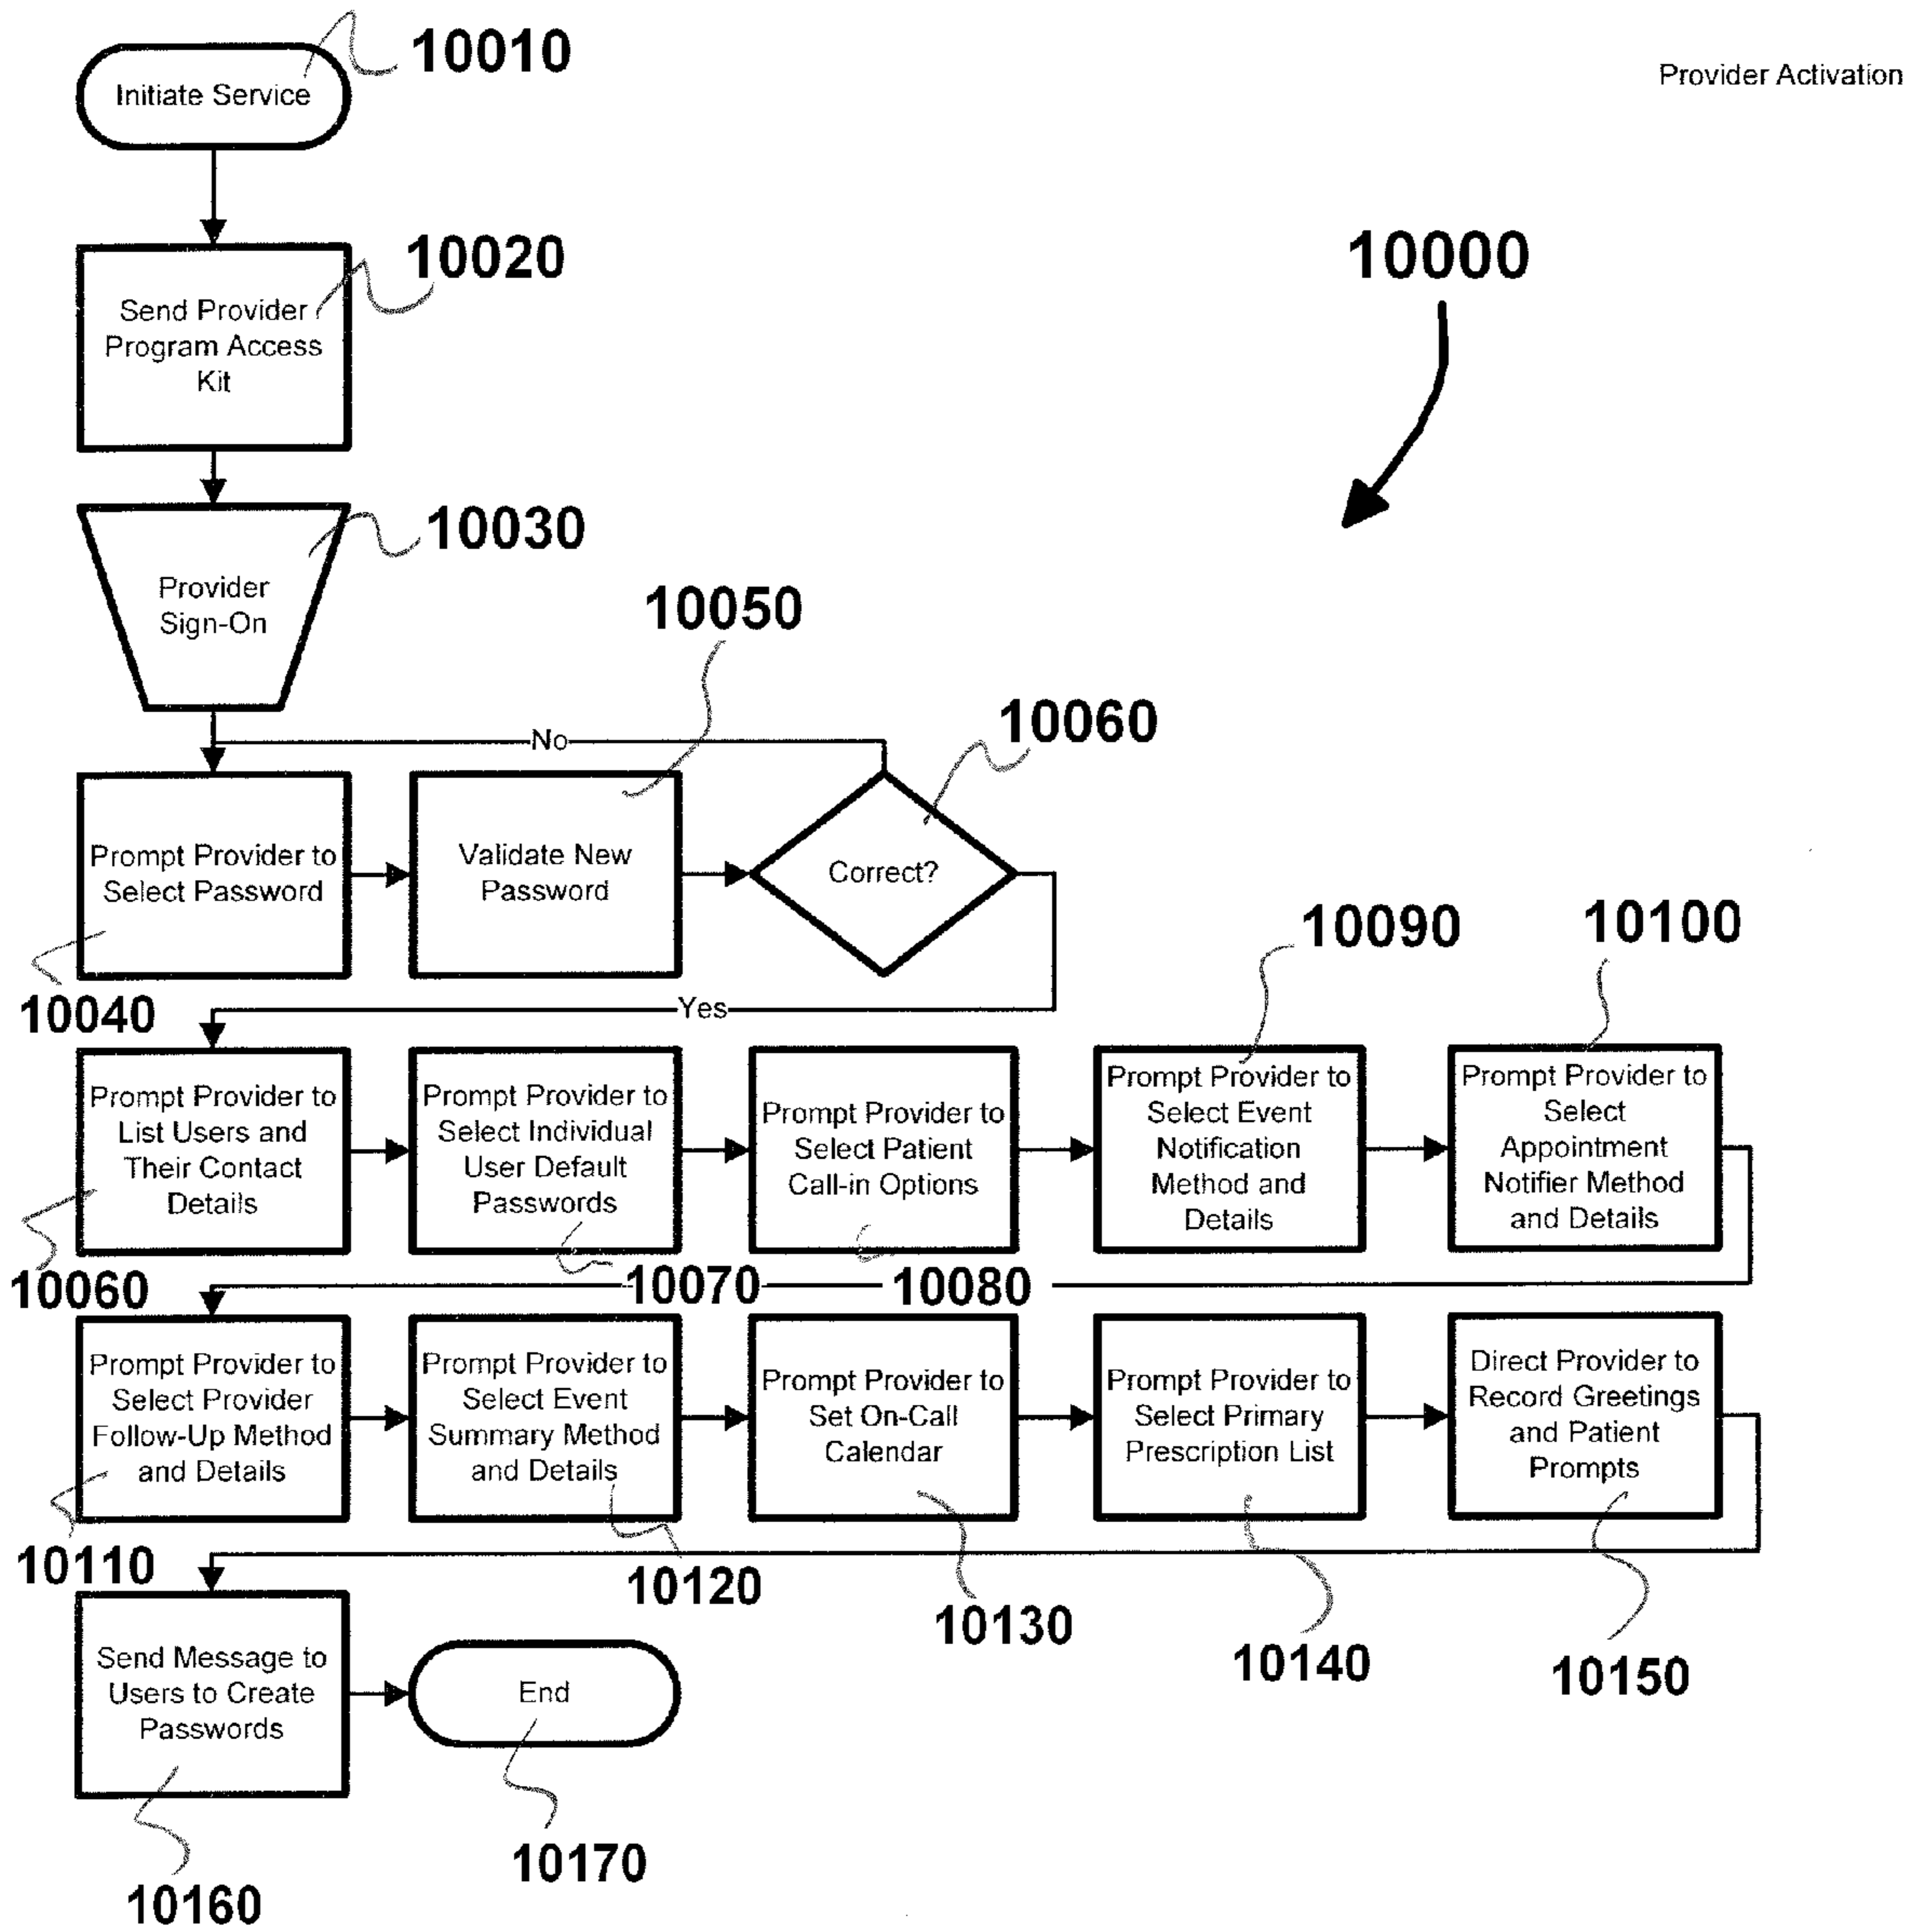 10010
Initiate Service
Provider Activation
10020
Send Provider
Program Access
Kit
10000
10030
Provider
Sign-On
10050
10060
No
Prompt Provider to
Select Password
Validate New
Password
Correct?
10090
10100
10040
Yes
Prompt Provider to
List Users and
Their Contact
Details
Prompt Provider to
Select Individual
User Default
Passwords
Prompt Provider to
Select Patient
Call-in Options
Prompt Provider to
Select Event
Notification
Method and
Details
Prompt Provider to
Select
Appointment
Notifier Method
and Details
10060
10070
10080
Prompt Provider to
Select Provider
Follow-Up Method
and Details
Prompt Provider to
Select Event
Summary Method
and Details
Prompt Provider to
Set On-Call
Calendar
Prompt Provider to
Select Primary
Prescription List
Direct Provider to
Record Greetings
and Patient
Prompts
10110
10120
10130
10140
10150
Send Message to
Users to Create
Passwords
End
10170
10160